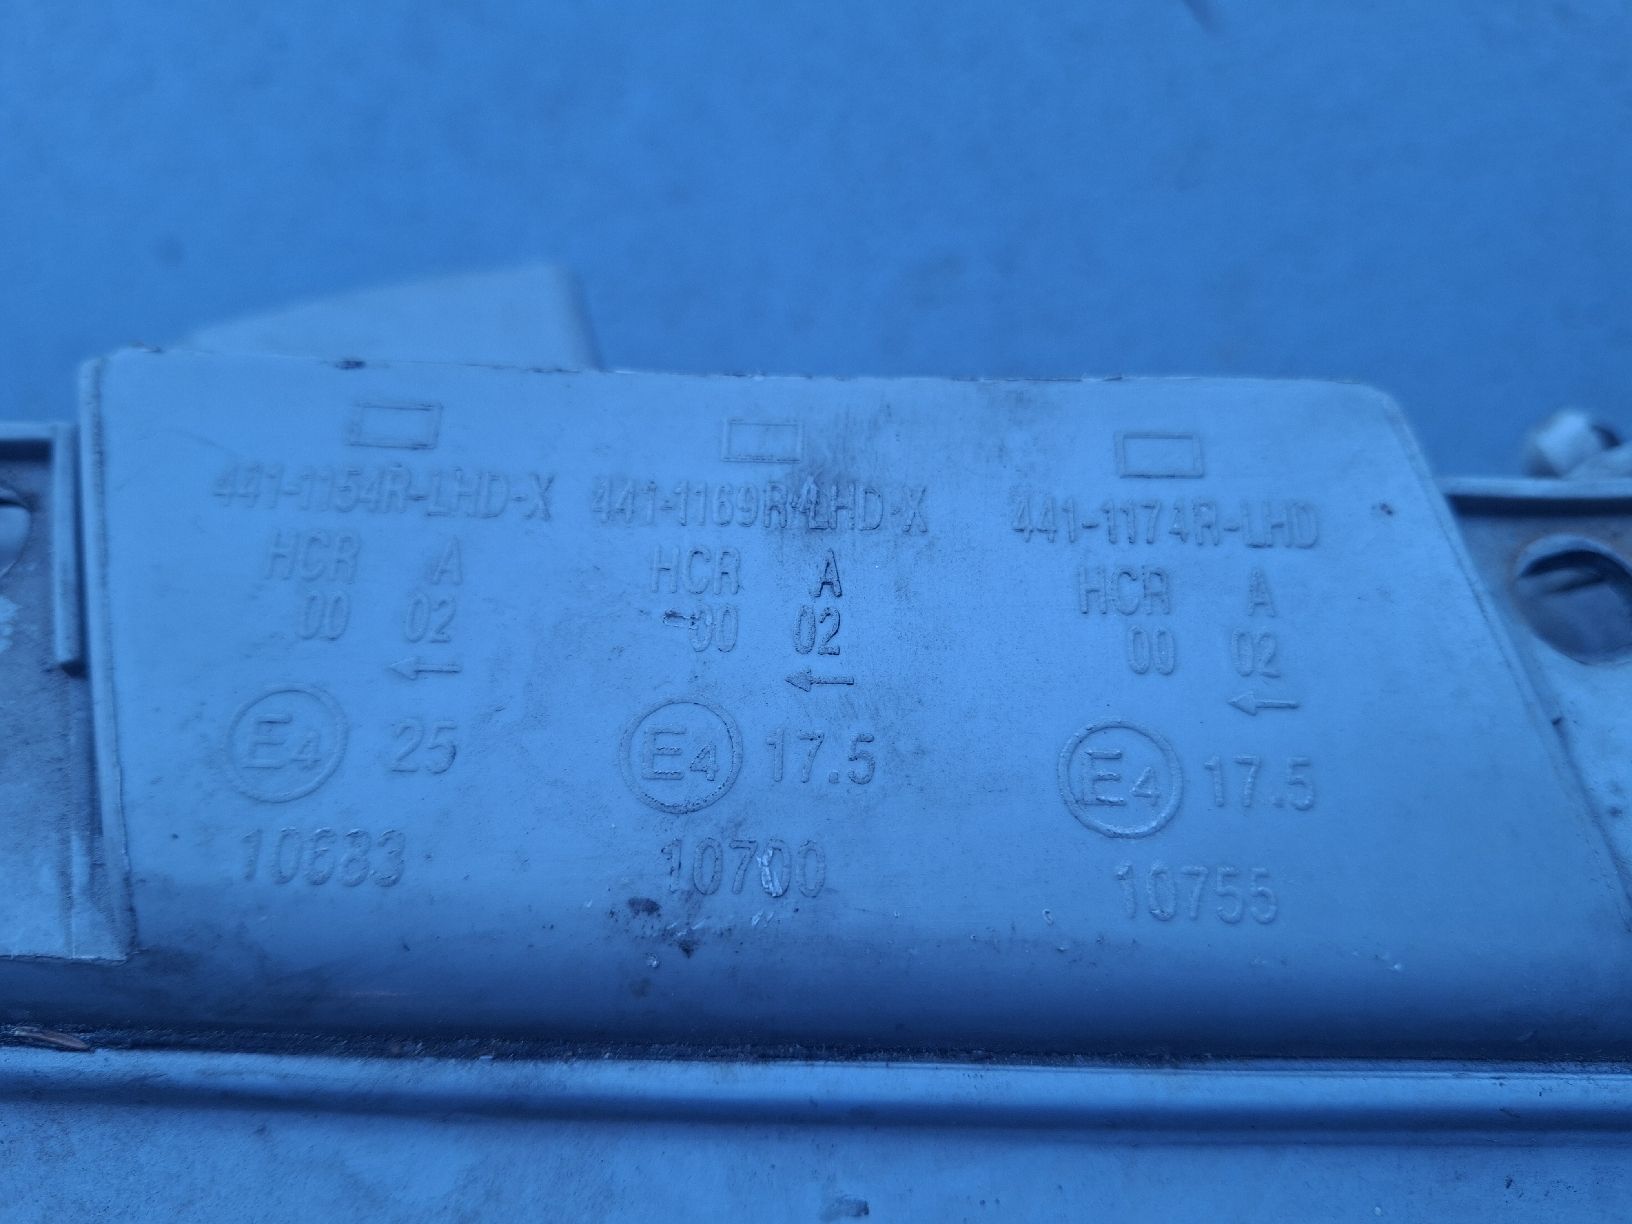 441-1154R-LHD-X
HCR A
00 02
←
E4 25
10683
441-1169R-LHD-X
HCR A
00 02
←
E4 17.5
10700
441-1174R-LHD
HCR A
00 02
←
E4 17.5
10755